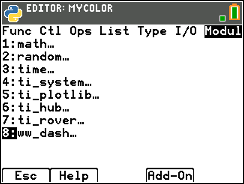 EDITOR: MYCOLOR
Func Ctl Ops List Type I/O Modul
1:math…
2:random…
3:time…
4:ti_system…
5:ti_plotlib…
6:ti_hub…
7:ti_rover…
8:ww_dash…
Esc Help Add-On